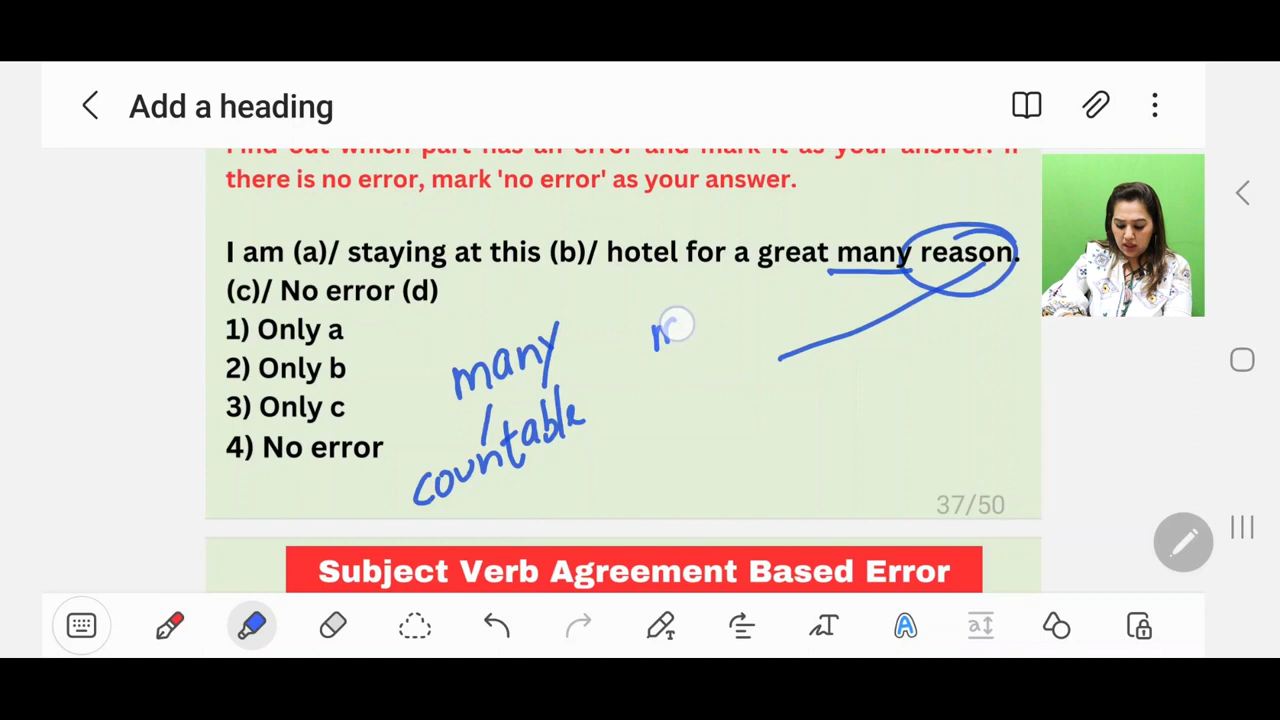 Add a heading
Find out which part has an error and mark it as your answer. If
there is no error, mark 'no error' as your answer.
I am (a)/ staying at this (b)/ hotel for a great many reason.
(c)/ No error (d)
1) Only a
2) Only b
3) Only c
4) No error
many
countable
37/50
Subject Verb Agreement Based Error